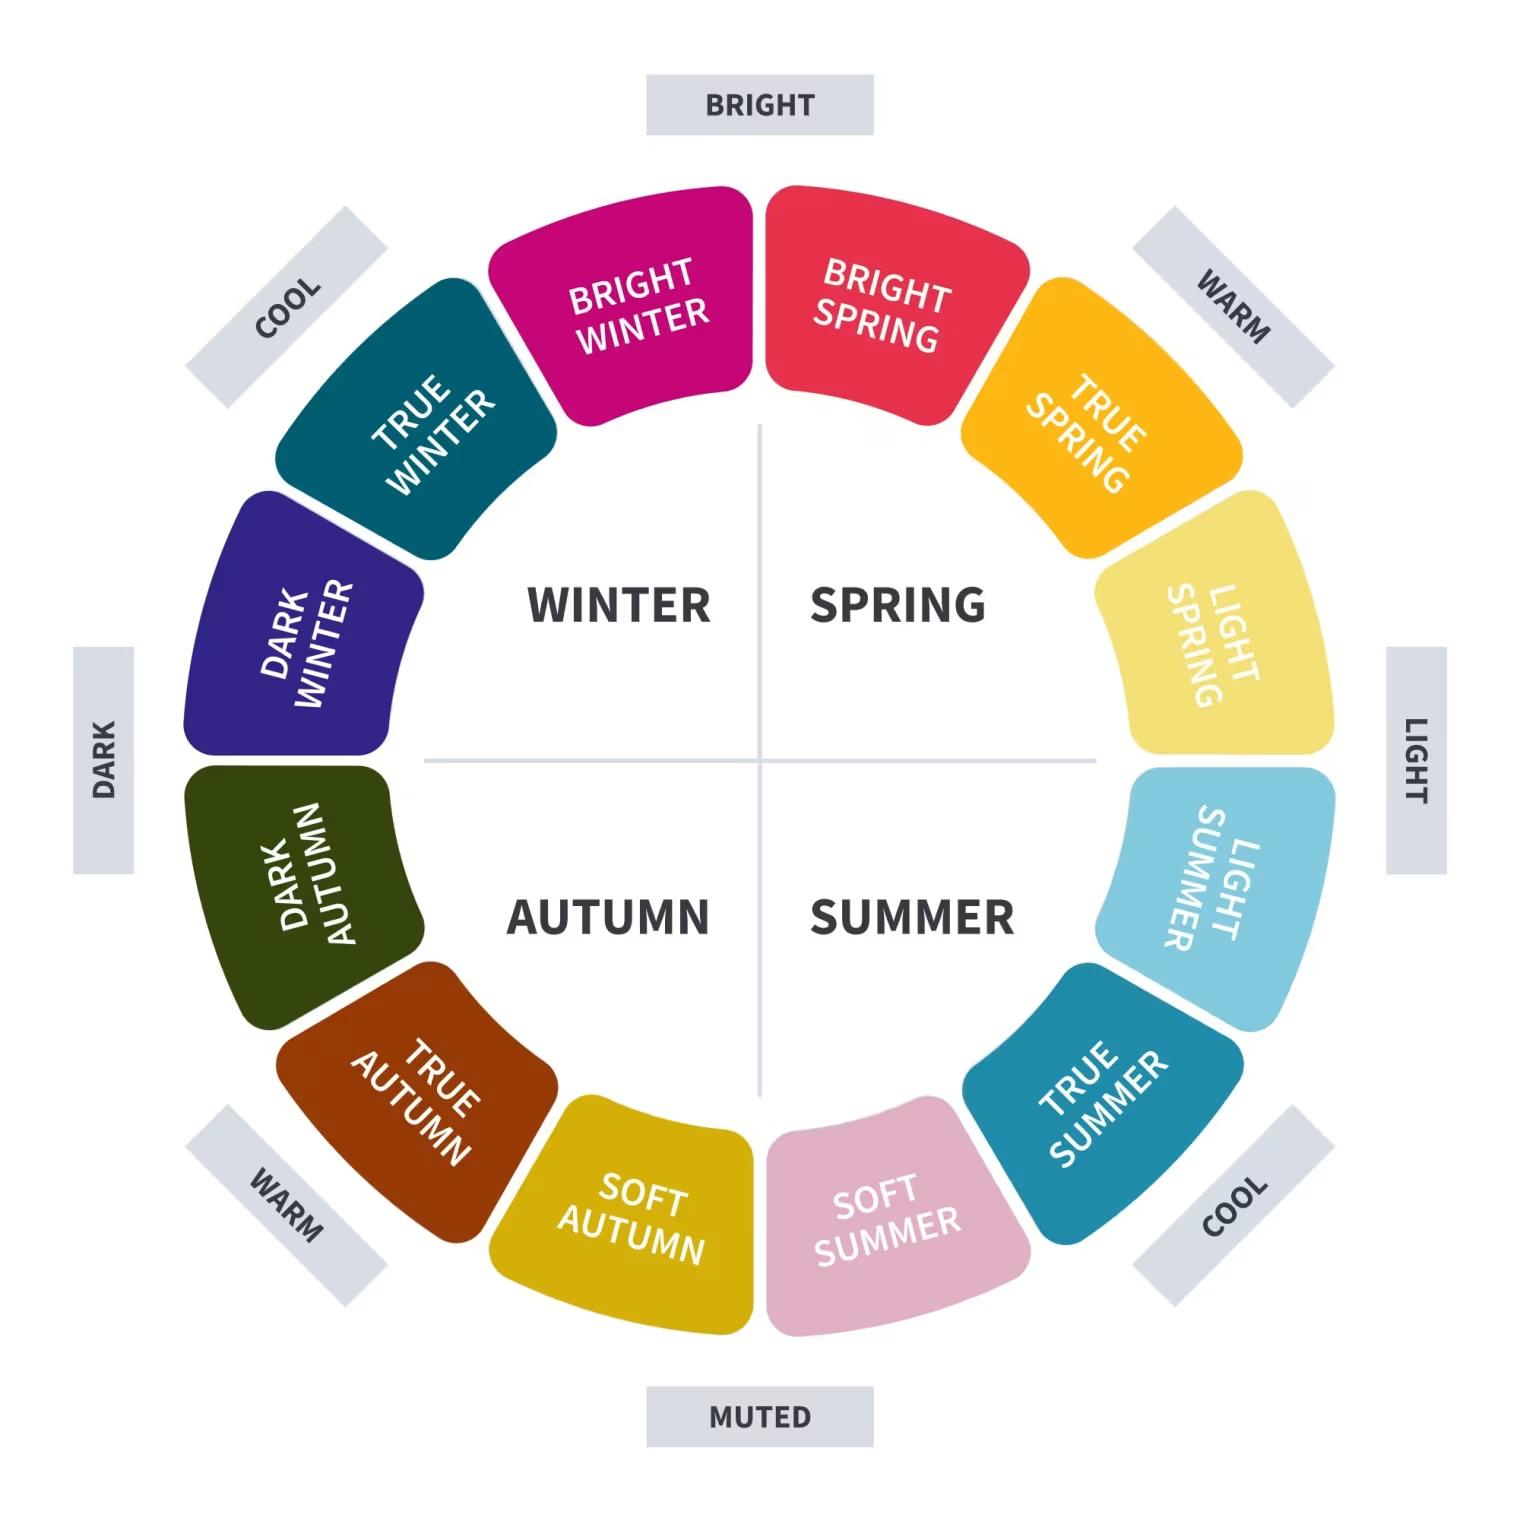 BRIGHT
COOL
WARM
BRIGHT
WINTER
BRIGHT
SPRING
TRUE
WINTER
TRUE
SPRING
DARK
WINTER
LIGHT
SPRING
WINTER
SPRING
DARK
LIGHT
DARK
AUTUMN
LIGHT
SUMMER
AUTUMN
SUMMER
TRUE
AUTUMN
TRUE
SUMMER
SOFT
AUTUMN
SOFT
SUMMER
WARM
COOL
MUTED